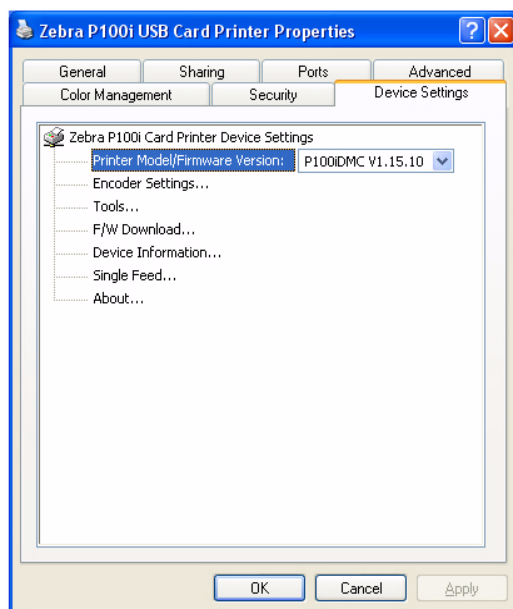 Zebra P100i USB Card Printer Properties
General Sharing Ports Advanced
Color Management Security Device Settings
Zebra P100i Card Printer Device Settings
Printer Model/Firmware Version: P100iDMC V1.15.10
Encoder Settings...
Tools...
F/W Download...
Device Information...
Single Feed...
About...
OK Cancel Apply